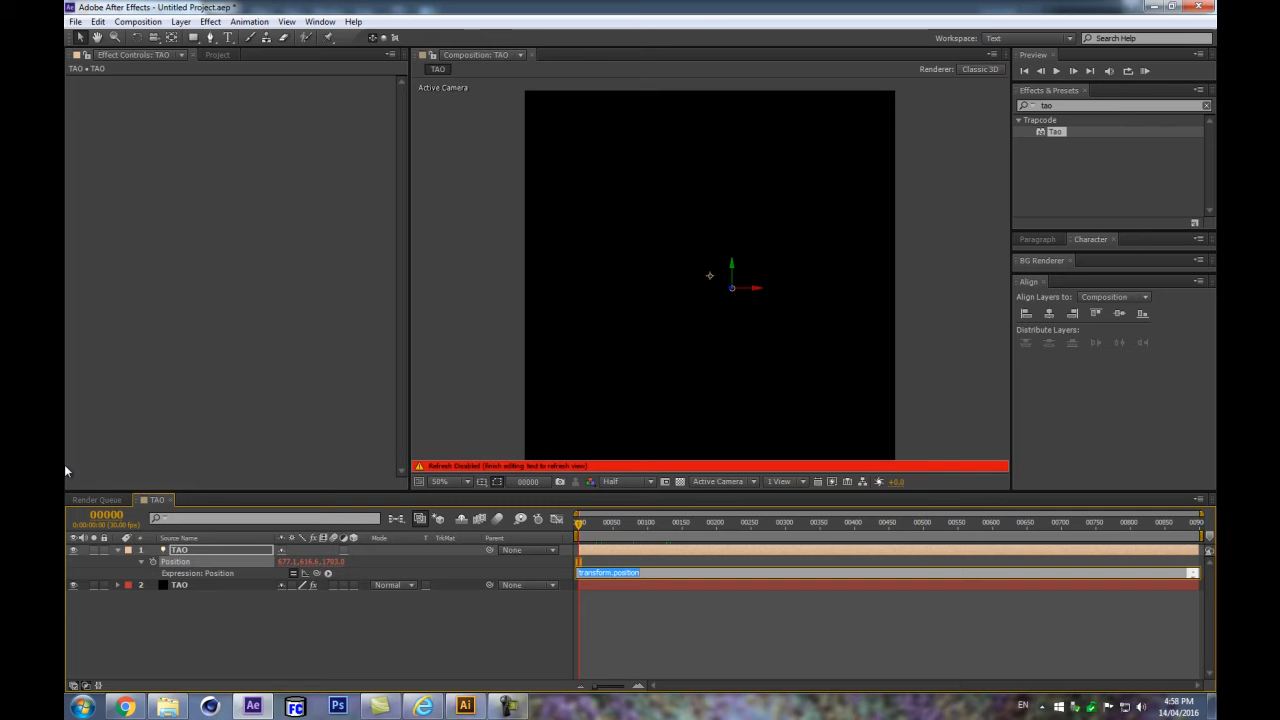 Adobe After Effects - Untitled Project.aep *
File Edit Composition Layer Effect Animation View Window Help
Workspace: Text Search Help
Effect Controls: TAO Project
Composition: TAO
Preview
TAO • TAO
TAO
Renderer: Classic 3D
Active Camera
Effects & Presets
tao
Trapcode
Tao
Paragraph Character
BG Renderer
Align
Align Layers to: Composition
Distribute Layers:
Refresh Disabled (finish editing text to refresh view)
50% 00000 Half Active Camera 1 View +0.0
Render Queue TAO
00000
0:00:00:00 (30.00 fps)
00 00050 00100 00150 00200 00250 00300 00350 00400 00450 00500 00550 00600 00650 00700 00750 00800 00850 0090
# Source Name Mode T TrkMat Parent
1 TAO None
Position 677.1,616.6,1703.0
Expression: Position
transform.position
2 TAO Normal None
Ae FC Ps Ai
EN
4:58 PM
14/04/2016